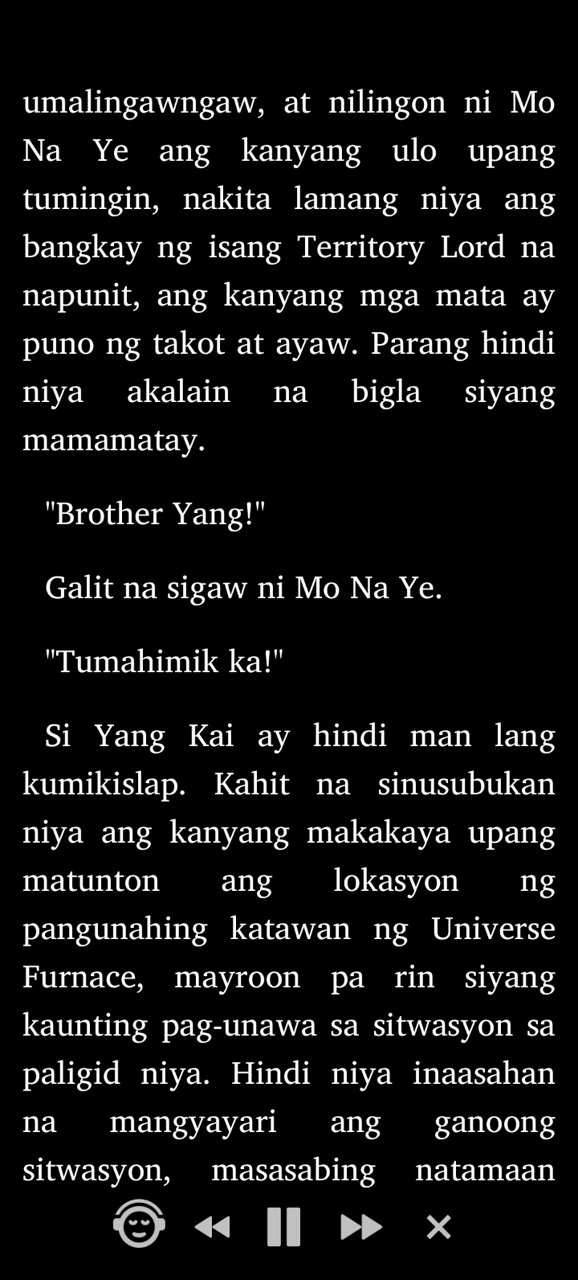 umalingawngaw, at nilingon ni Mo
Na Ye ang kanyang ulo upang
tumingin, nakita lamang niya ang
bangkay ng isang Territory Lord na
napunit, ang kanyang mga mata ay
puno ng takot at ayaw. Parang hindi
niya akalain na bigla siyang
mamamatay.
"Brother Yang!"
Galit na sigaw ni Mo Na Ye.
"Tumahimik ka!"
Si Yang Kai ay hindi man lang
kumikislap. Kahit na sinusubukan
niya ang kanyang makakaya upang
matunton ang lokasyon ng
pangunahing katawan ng Universe
Furnace, mayroon pa rin siyang
kaunting pag-unawa sa sitwasyon sa
paligid niya. Hindi niya inaasahan
na mangyayari ang ganoong
sitwasyon, masasabing natamaan